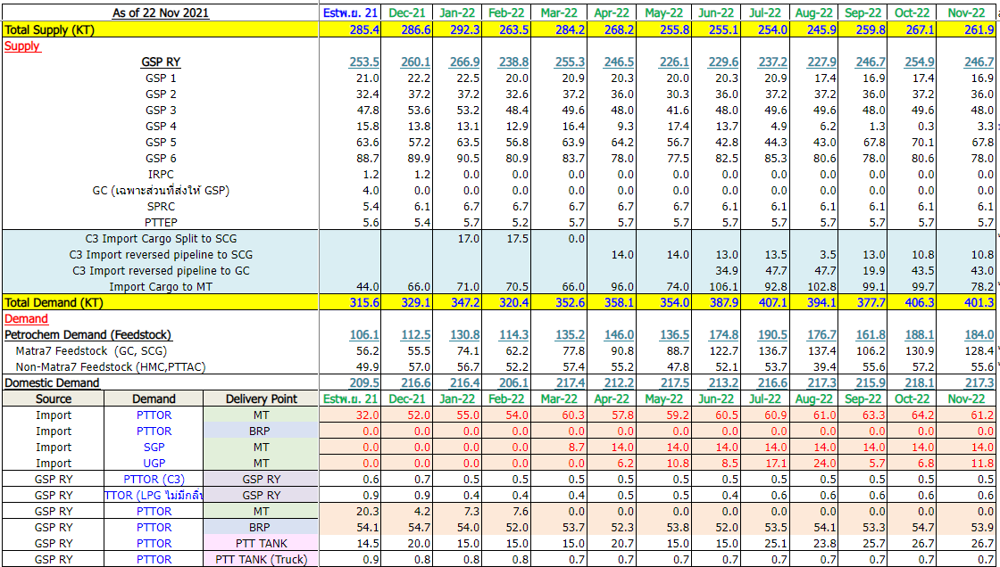 As of 22 Nov 2021 Estพ.ย. 21 Dec-21 Jan-22 Feb-22 Mar-22 Apr-22 May-22 Jun-22 Jul-22 Aug-22 Sep-22 Oct-22 Nov-22
Total Supply (KT) 285.4 286.6 292.3 263.5 284.2 268.2 255.8 255.1 254.0 245.9 259.8 267.1 261.9
Supply
GSP RY 253.5 260.1 266.9 238.8 255.3 246.5 226.1 229.6 237.2 227.9 246.7 254.9 246.7
GSP 1 21.0 22.2 22.5 20.0 20.9 20.3 20.0 20.3 20.9 17.4 16.9 17.4 16.9
GSP 2 32.4 37.2 37.2 32.6 37.2 36.0 30.3 36.0 37.2 37.2 36.0 37.2 36.0
GSP 3 47.8 53.6 53.2 48.4 49.6 48.0 41.6 48.0 49.6 49.6 48.0 49.6 48.0
GSP 4 15.8 13.8 13.1 12.9 16.4 9.3 17.4 13.7 4.9 6.2 1.3 0.3 3.3
GSP 5 63.6 57.2 63.5 56.8 63.9 64.2 56.7 42.8 44.3 43.0 67.8 70.1 67.8
GSP 6 88.7 89.9 90.5 80.9 83.7 78.0 77.5 82.5 85.3 80.6 78.0 80.6 78.0
IRPC 1.2 1.2 0.0 0.0 0.0 0.0 0.0 0.0 0.0 0.0 0.0 0.0 0.0
GC (เฉพาะส่วนที่ส่งให้ GSP) 4.0 0.0 0.0 0.0 0.0 0.0 0.0 0.0 0.0 0.0 0.0 0.0 0.0
SPRC 5.4 6.1 6.7 6.7 6.7 6.7 6.7 6.1 6.1 6.1 6.1 6.1 6.1
PTTEP 5.6 5.4 5.7 5.2 5.7 5.7 5.7 5.7 5.7 5.7 5.7 5.7 5.7
C3 Import Cargo Split to SCG 17.0 17.5 0.0
C3 Import reversed pipeline to SCG 14.0 14.0 13.0 13.5 3.5 13.0 10.8 10.8
C3 Import reversed pipeline to GC 34.9 47.7 47.7 19.9 43.5 43.0
Import Cargo to MT 44.0 66.0 71.0 70.5 66.0 96.0 74.0 106.1 92.8 102.8 99.1 99.7 78.2
Total Demand (KT) 315.6 329.1 347.2 320.4 352.6 358.1 354.0 387.9 407.1 394.1 377.7 406.3 401.3
Demand
Petrochem Demand (Feedstock) 106.1 112.5 130.8 114.3 135.2 146.0 136.5 174.8 190.5 176.7 161.8 188.1 184.0
Matra7 Feedstock (GC, SCG) 56.2 55.5 74.1 62.2 77.8 90.8 88.7 122.7 136.7 137.4 106.2 130.9 128.4
Non-Matra7 Feedstock (HMC,PTTAC) 49.9 57.0 56.7 52.2 57.4 55.2 47.8 52.1 53.7 39.4 55.6 57.2 55.6
Domestic Demand 209.5 216.6 216.4 206.1 217.4 212.2 217.5 213.2 216.6 217.3 215.9 218.1 217.3
Source Demand Delivery Point Estพ.ย. 21 Dec-21 Jan-22 Feb-22 Mar-22 Apr-22 May-22 Jun-22 Jul-22 Aug-22 Sep-22 Oct-22 Nov-22
Import PTTOR MT 32.0 52.0 55.0 54.0 60.3 57.8 59.2 60.5 60.9 61.0 63.3 64.2 61.2
Import PTTOR BRP 0.0 0.0 0.0 0.0 0.0 0.0 0.0 0.0 0.0 0.0 0.0 0.0 0.0
Import SGP MT 0.0 0.0 0.0 0.0 8.7 14.0 14.0 14.0 14.0 14.0 14.0 14.0 14.0
Import UGP MT 0.0 0.0 0.0 0.0 0.0 6.2 10.8 8.5 17.1 24.0 5.7 6.8 11.8
GSP RY PTTOR (C3) GSP RY 0.6 0.7 0.5 0.5 0.5 0.5 0.5 0.5 0.5 0.5 0.5 0.5 0.5
GSP RY TTOR (LPG ไม่มีกลิ่น GSP RY 0.9 0.9 0.4 0.4 0.4 0.5 0.5 0.4 0.6 0.6 0.6 0.6 0.6
GSP RY PTTOR MT 20.3 4.2 7.3 7.6 0.0 0.0 0.0 0.0 0.0 0.0 0.0 0.0 0.0
GSP RY PTTOR BRP 54.1 54.7 54.0 52.0 53.7 52.3 53.8 52.0 53.5 54.1 53.3 54.7 53.9
GSP RY PTTOR PTT TANK 14.5 20.0 15.0 15.0 15.0 20.7 15.0 15.0 25.1 23.8 25.7 26.7 26.7
GSP RY PTTOR PTT TANK (Truck) 0.9 0.8 0.8 0.8 0.7 0.7 0.7 0.7 0.7 0.7 0.7 0.7 0.7